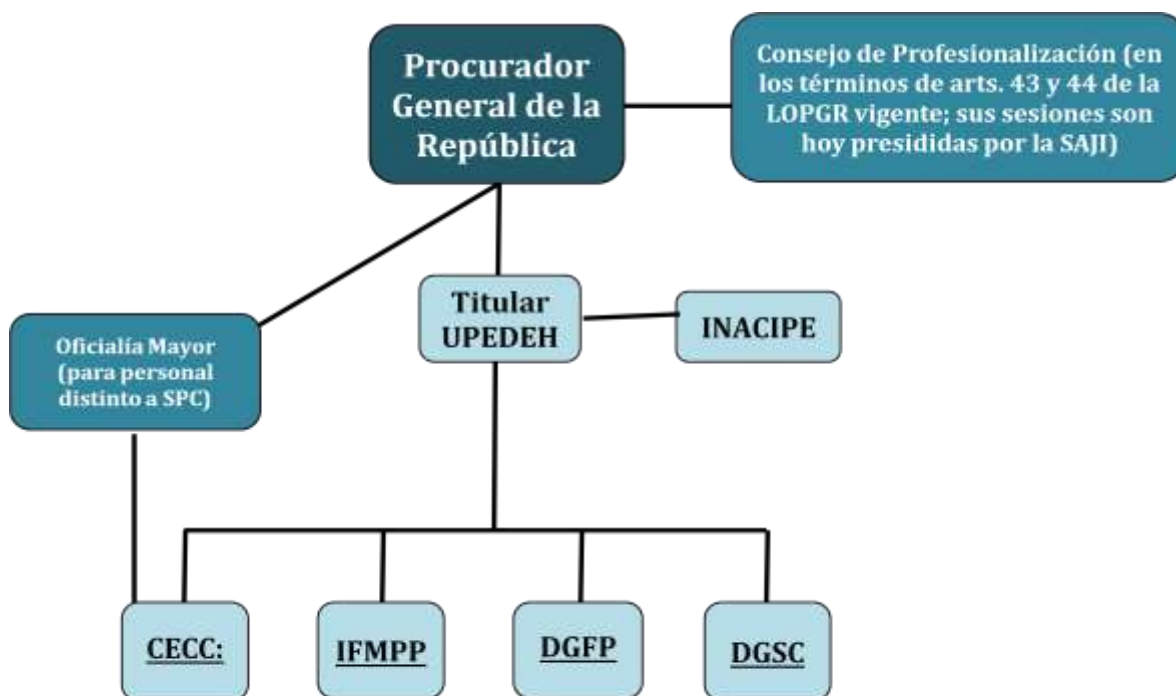 Procurador
General de la
República
Consejo de Profesionalización (en
los términos de arts. 43 y 44 de la
LOPGR vigente; sus sesiones son
hoy presididas por la SAJI)
Titular
UPEDEH
INACIPE
Oficialía Mayor
(para personal
distinto a SPC)
CECC:
IFMPP
DGFP
DGSC